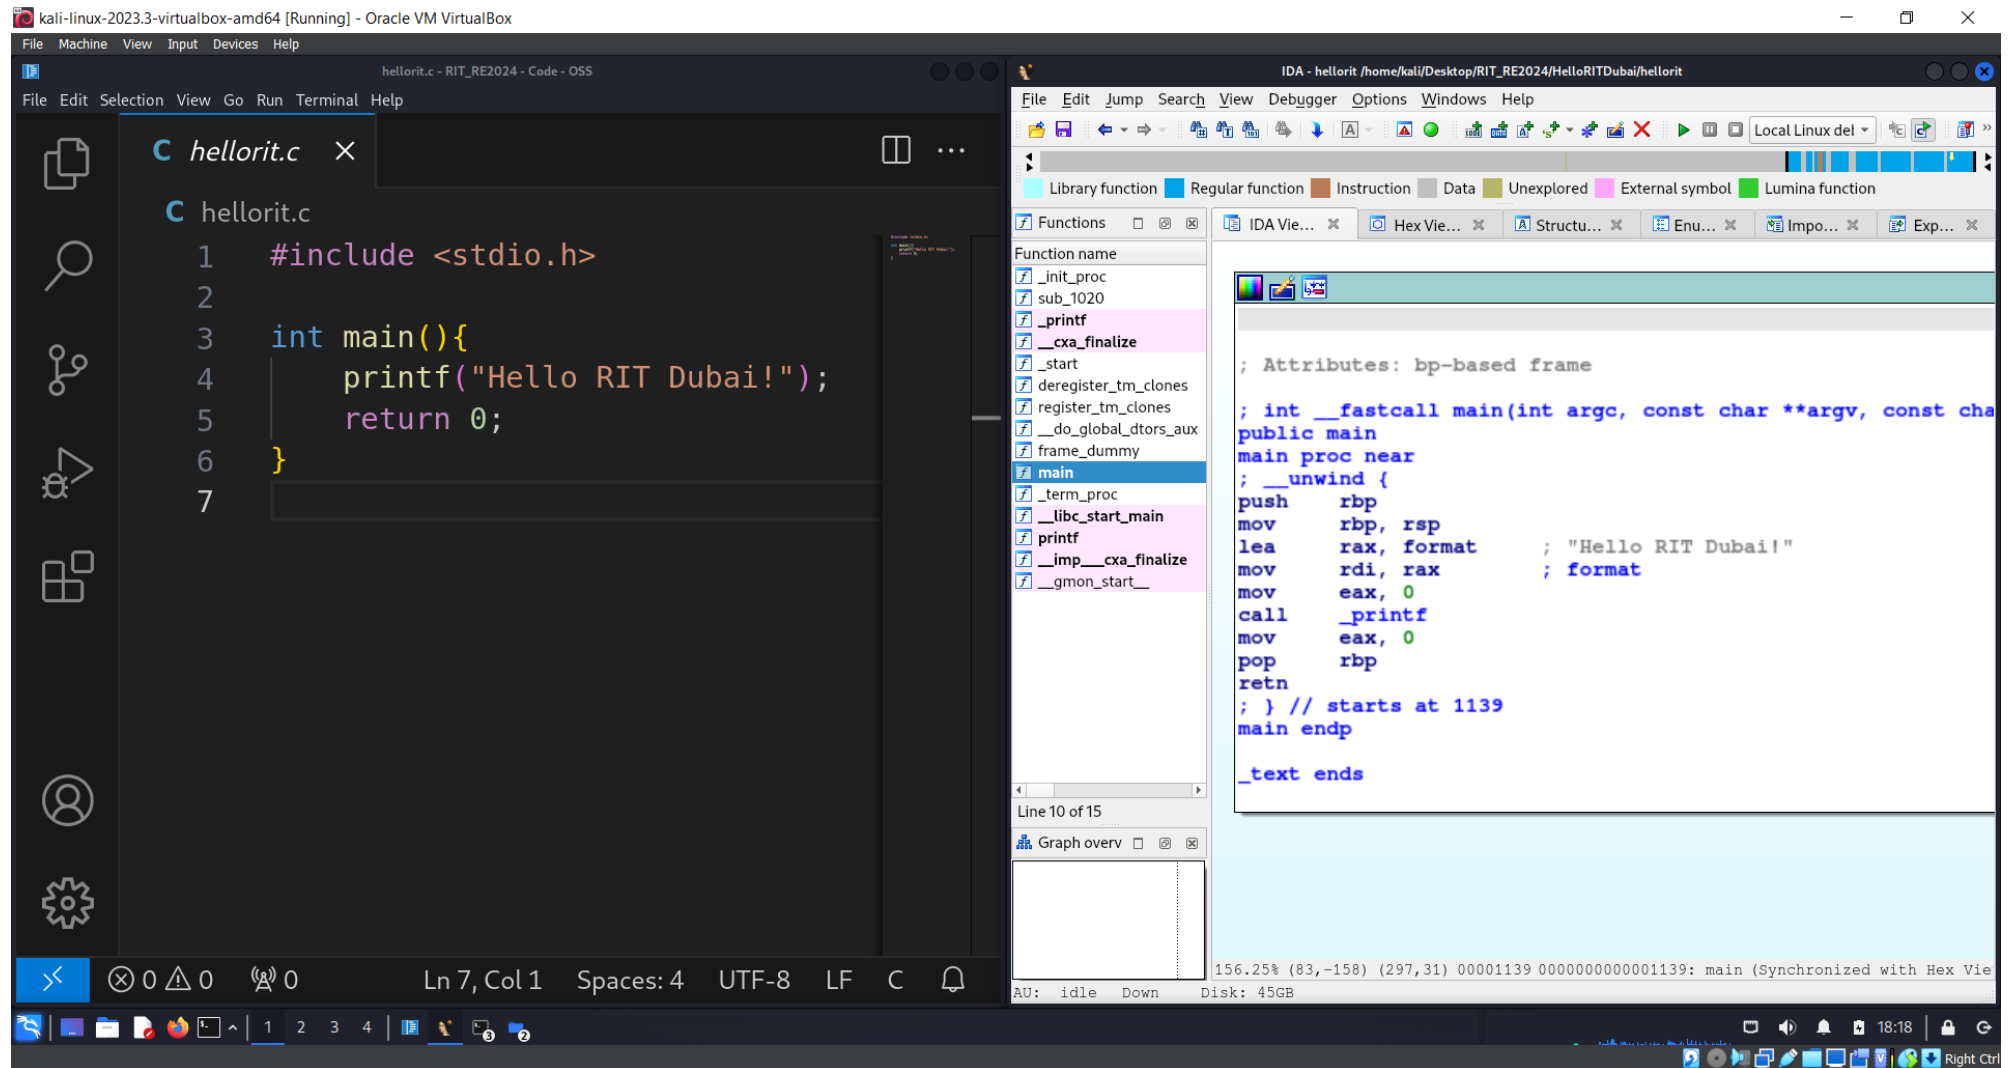 kali-linux-2023.3-virtualbox-amd64 [Running] - Oracle VM VirtualBox
File Machine View Input Devices Help
hellorit.c - RIT_RE2024 - Code - OSS
File Edit Selection View Go Run Terminal Help
C hellorit.c
C hellorit.c
1 #include <stdio.h>
2
3 int main(){
4     printf("Hello RIT Dubai!");
5     return 0;
6 }
7
0 0 0 Ln 7, Col 1 Spaces: 4 UTF-8 LF C
IDA - hellorit /home/kali/Desktop/RIT_RE2024/HelloRITDubai/hellorit
File Edit Jump Search View Debugger Options Windows Help
Local Linux del
Library function Regular function Instruction Data Unexplored External symbol Lumina function
Functions
Function name
_init_proc
sub_1020
_printf
__cxa_finalize
_start
deregister_tm_clones
register_tm_clones
__do_global_dtors_aux
frame_dummy
main
_term_proc
__libc_start_main
printf
__imp___cxa_finalize
__gmon_start__
Line 10 of 15
Graph overv
IDA Vie... Hex Vie... Structu... Enu... Impo... Exp...
; Attributes: bp-based frame
; int __fastcall main(int argc, const char **argv, const cha
public main
main proc near
; __unwind {
push    rbp
mov     rbp, rsp
lea     rax, format     ; "Hello RIT Dubai!"
mov     rdi, rax        ; format
mov     eax, 0
call    _printf
mov     eax, 0
pop     rbp
retn
; } // starts at 1139
main endp
_text ends
156.25% (83,-158) (297,31) 00001139 0000000000001139: main (Synchronized with Hex Vie
AU: idle Down Disk: 45GB
1 2 3 4 3 2 18:18
Right Ctrl